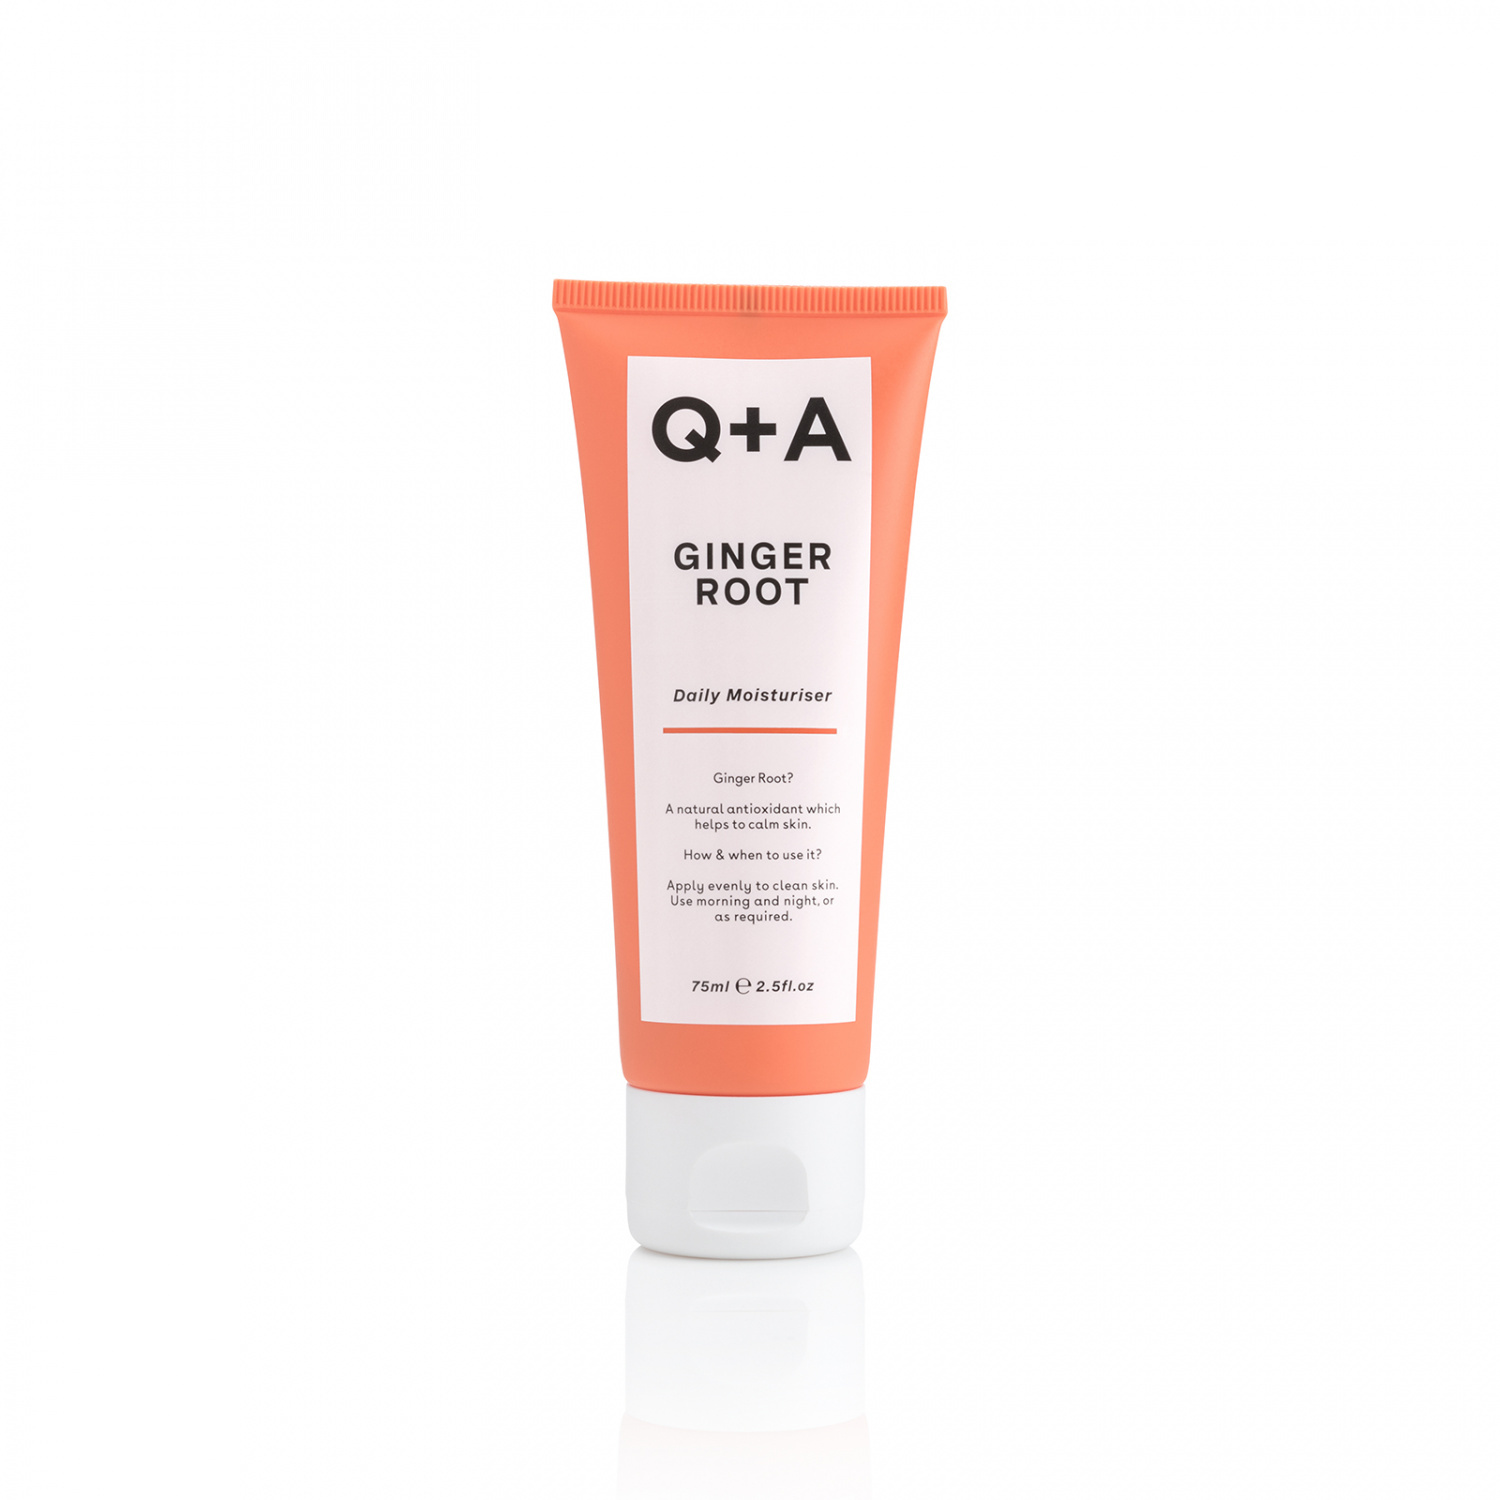 Q+A
GINGER
ROOT
Daily Moisturiser
Ginger Root?
A natural antioxidant which
helps to calm skin.
How & when to use it?
Apply evenly to clean skin.
Use morning and night, or
as required.
75ml ℮ 2.5fl.oz